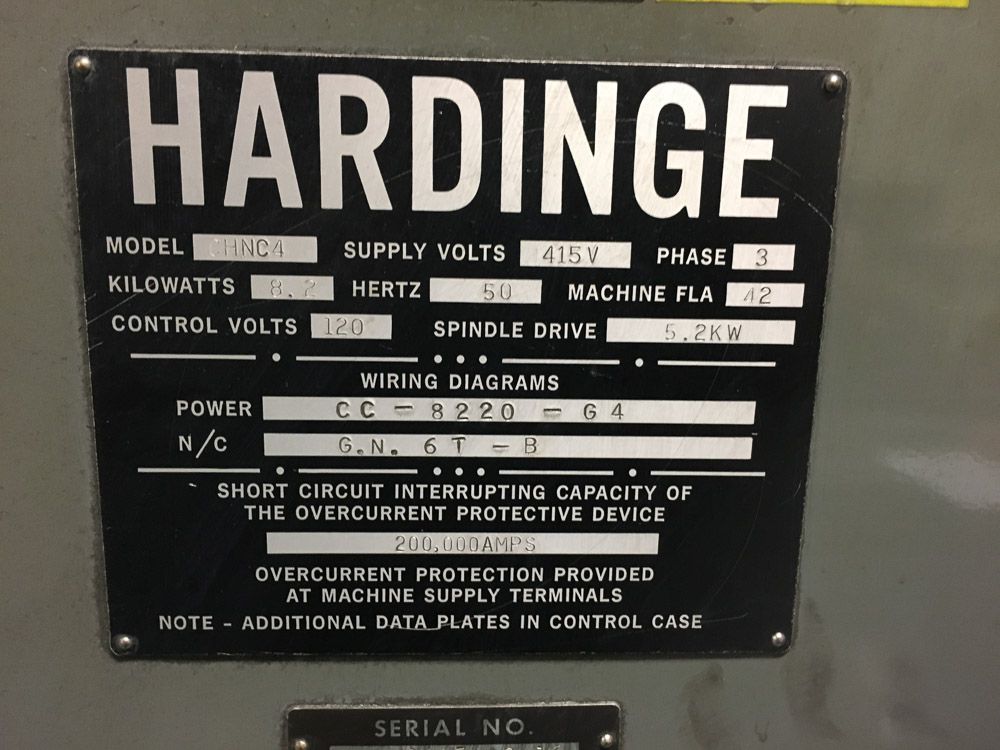 HARDINGE
MODEL CHNC4 SUPPLY VOLTS 415V PHASE 3
KILOWATTS 8.2 HERTZ 50 MACHINE FLA 42
CONTROL VOLTS 120 SPINDLE DRIVE 5.2KW
WIRING DIAGRAMS
POWER CC-8220-G4
N/C G.N. 6T-B
SHORT CIRCUIT INTERRUPTING CAPACITY OF
THE OVERCURRENT PROTECTIVE DEVICE
200,000AMPS
OVERCURRENT PROTECTION PROVIDED
AT MACHINE SUPPLY TERMINALS
NOTE - ADDITIONAL DATA PLATES IN CONTROL CASE
SERIAL NO.